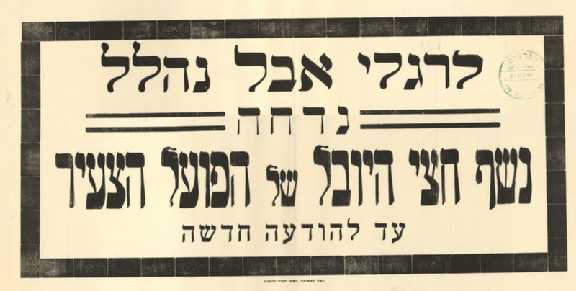 לרגלי אבל נהלל
נדחה
נשף חצי היובל של הפועל הצעיר
עד להודעה חדשה